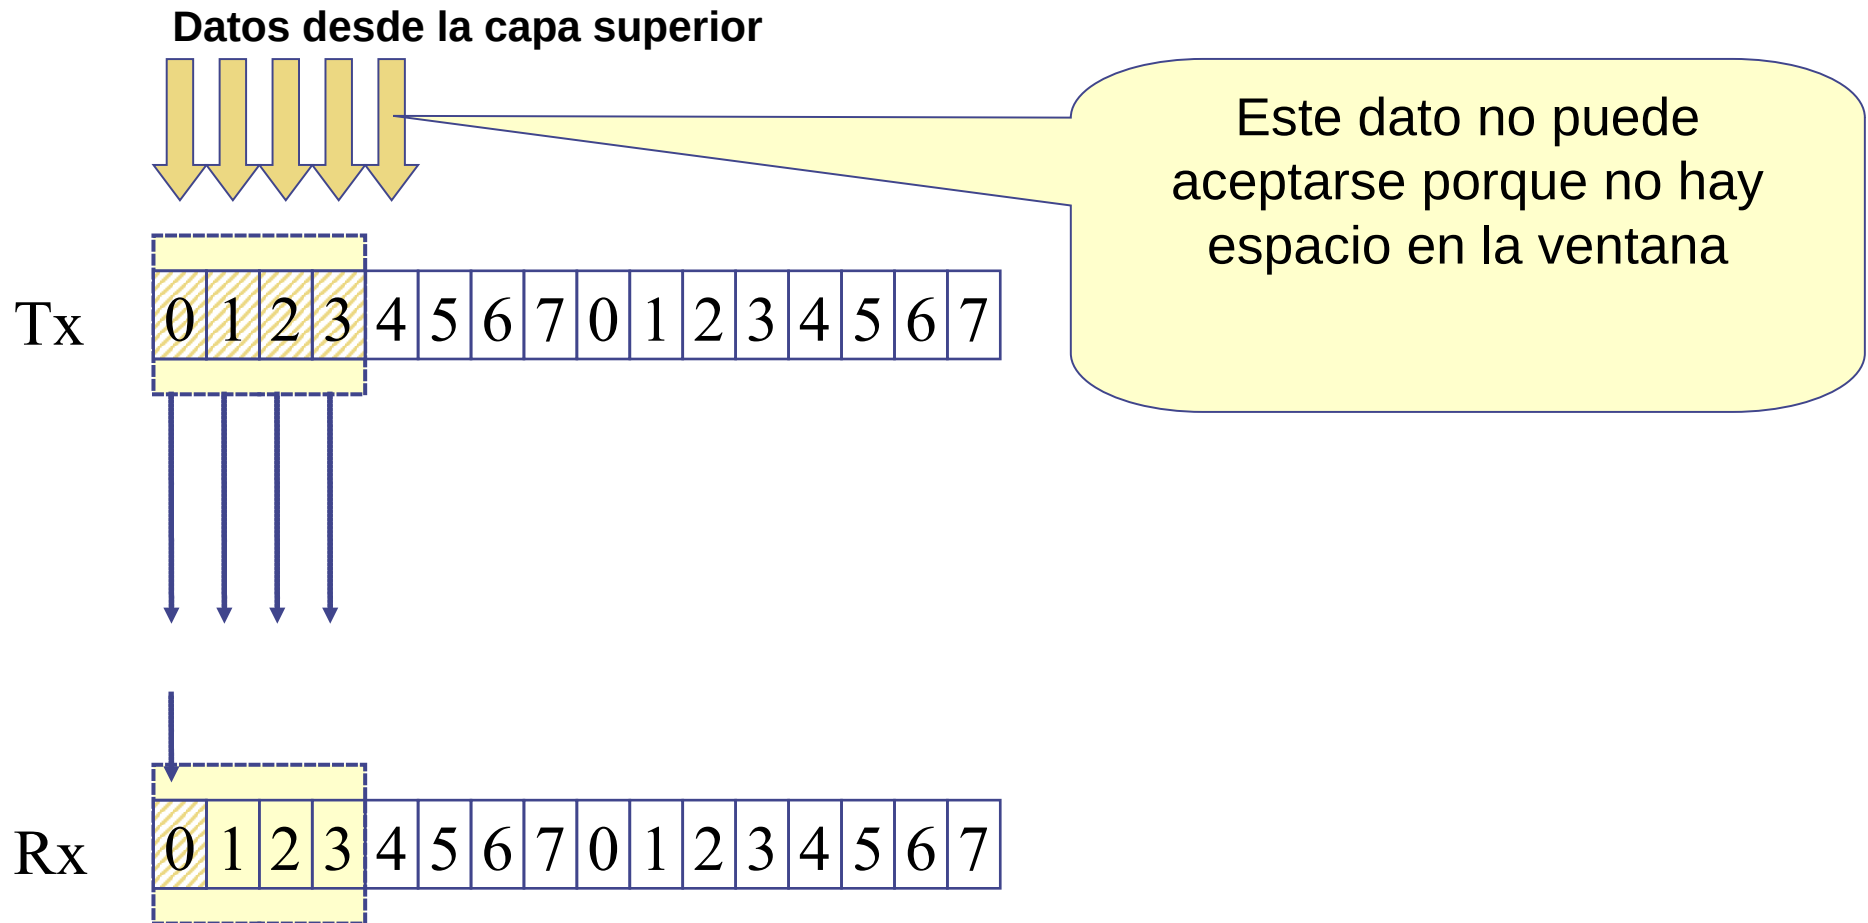 Datos desde la capa superior
Este dato no puede
aceptarse porque no hay
espacio en la ventana
Tx 0 1 2 3 4 5 6 7 0 1 2 3 4 5 6 7
Rx 0 1 2 3 4 5 6 7 0 1 2 3 4 5 6 7